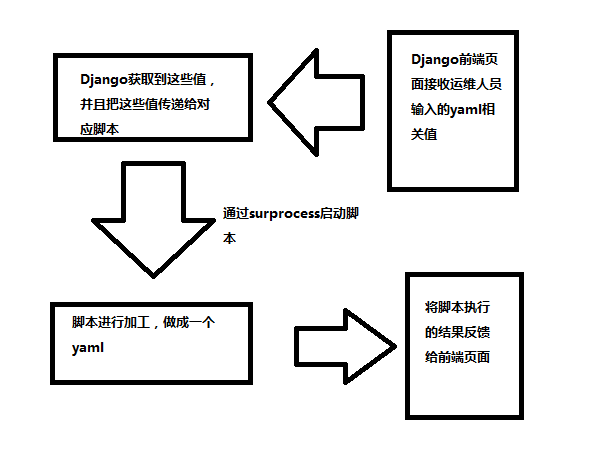 Django前端页
面接收运维人员
输入的yaml相
关值
Django获取到这些值，
并且把这些值传递给对
应脚本
通过surprocess启动脚
本
脚本进行加工，做成一个
yaml
将脚本执行
的结果反馈
给前端页面